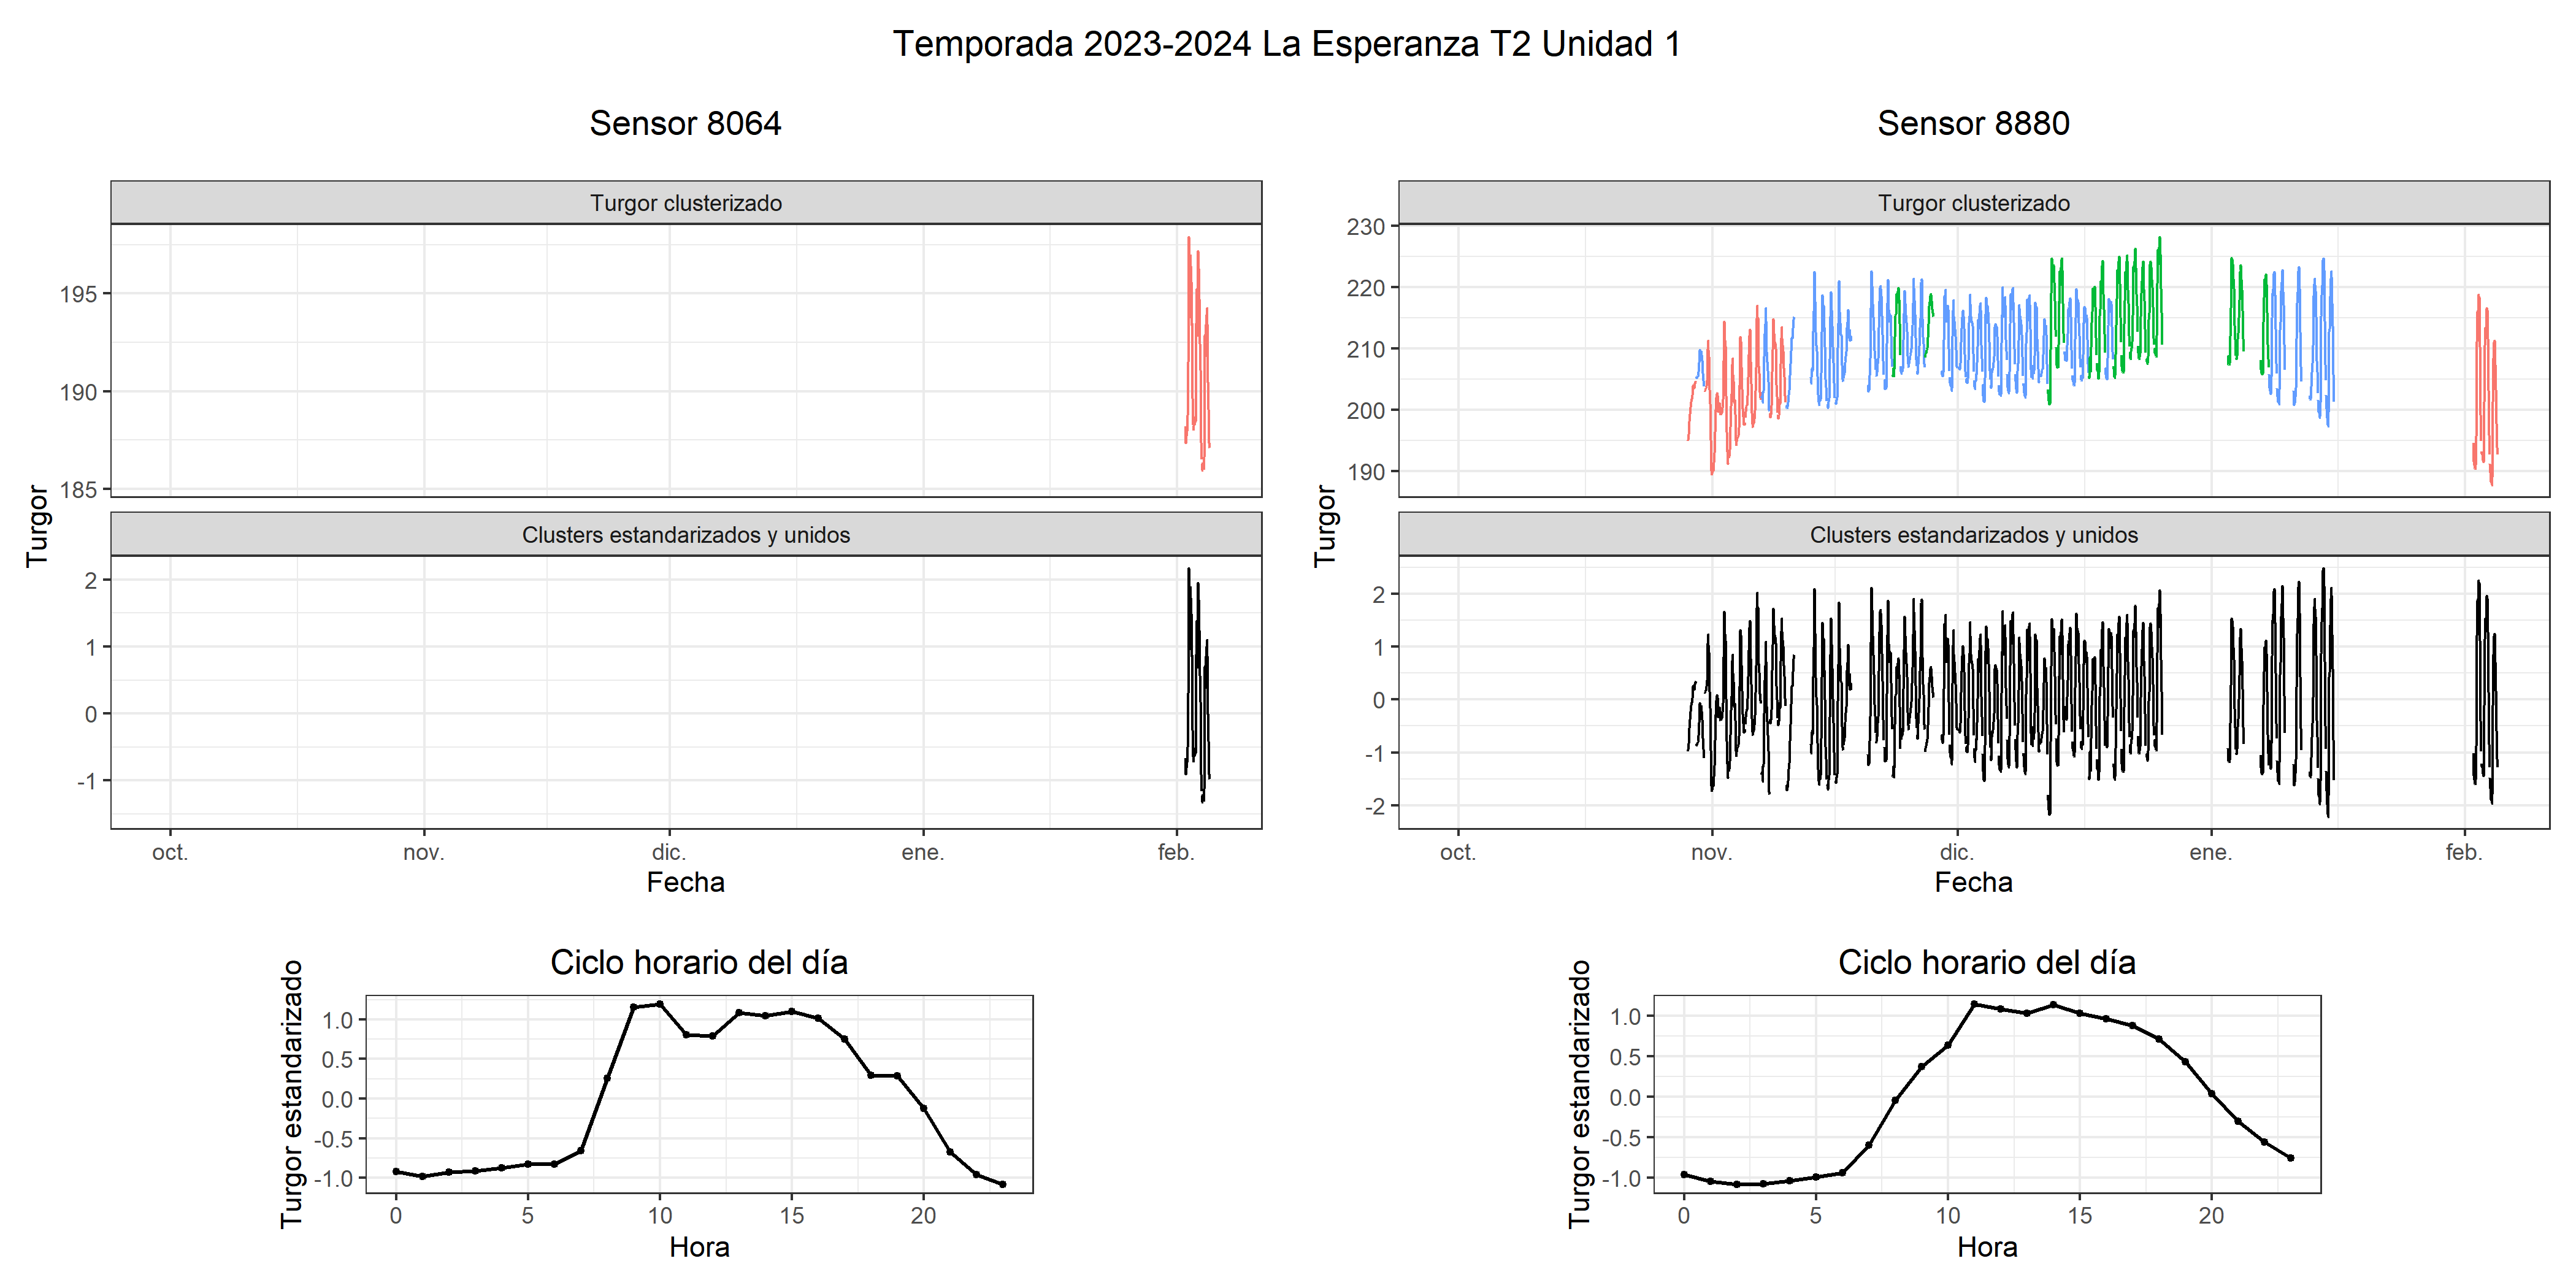 Temporada 2023-2024 La Esperanza T2 Unidad 1
Sensor 8064
Turgor clusterizado
195
190
185
Clusters estandarizados y unidos
2
1
0
-1
Turgor
oct.
nov.
dic.
ene.
feb.
Fecha
Ciclo horario del día
Turgor estandarizado
1.0
0.5
0.0
-0.5
-1.0
0
5
10
15
20
Hora
Sensor 8880
Turgor clusterizado
230
220
210
200
190
Clusters estandarizados y unidos
2
1
0
-1
-2
Turgor
oct.
nov.
dic.
ene.
feb.
Fecha
Ciclo horario del día
Turgor estandarizado
1.0
0.5
0.0
-0.5
-1.0
0
5
10
15
20
Hora